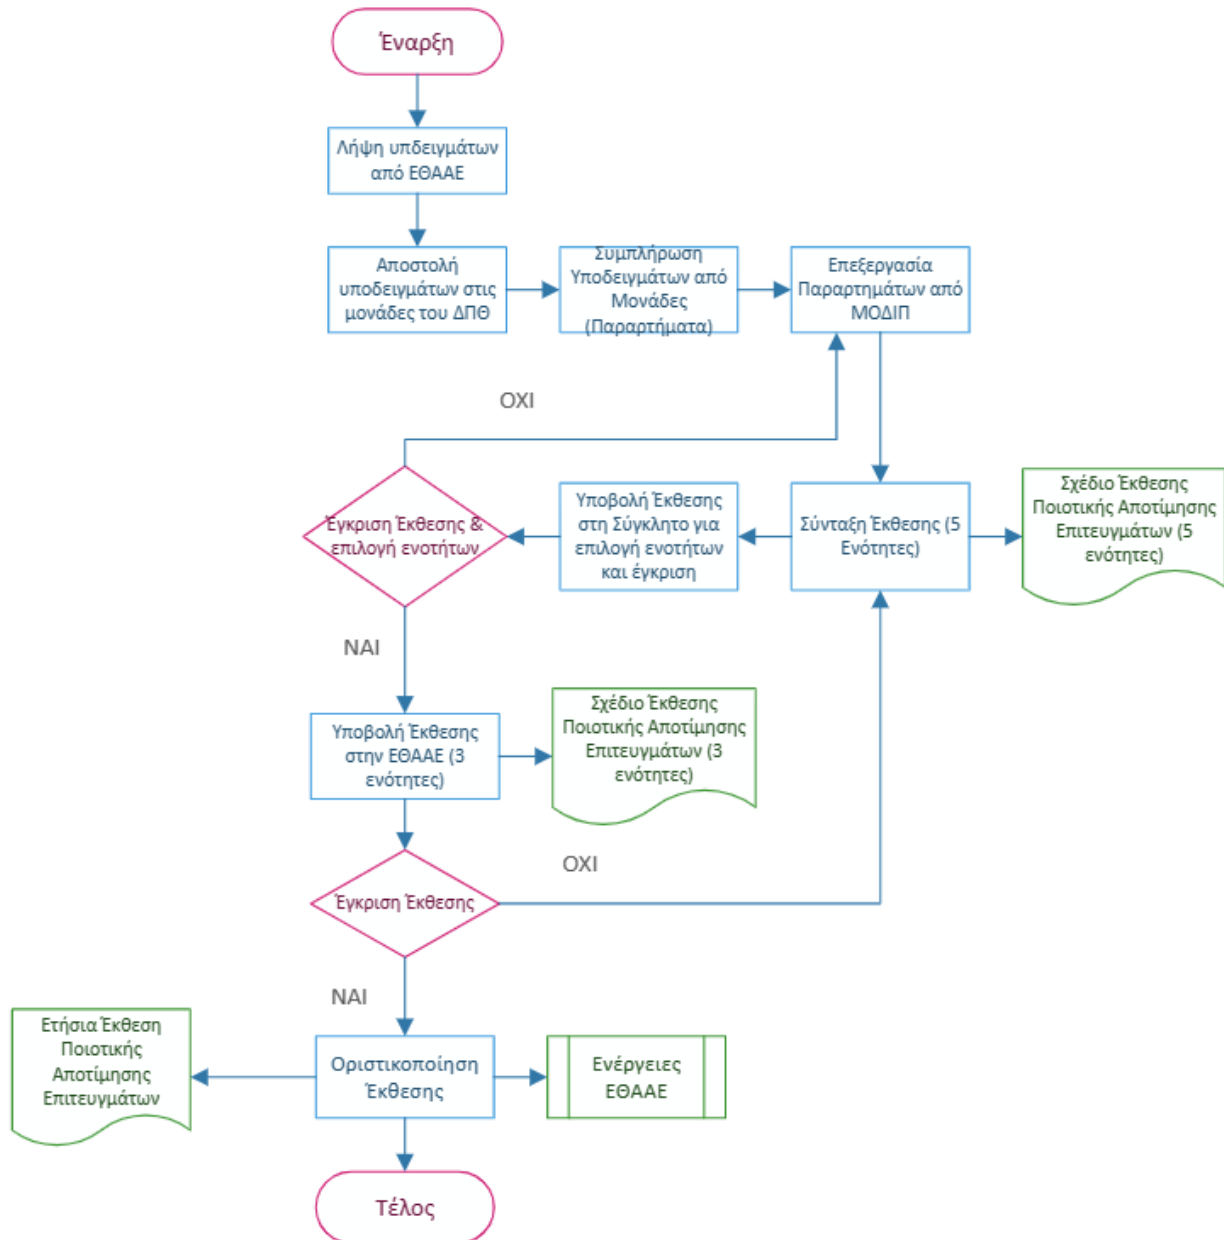 Έναρξη
Λήψη υπδειγμάτων
από ΕΘΑΑΕ
Αποστολή
υποδειγμάτων στις
μονάδες του ΔΠΘ
Συμπλήρωση
Υποδειγμάτων από
Μονάδες
(Παραρτήματα)
Επεξεργασία
Παραρτημάτων από
ΜΟΔΙΠ
ΟΧΙ
Έγκριση Έκθεσης &
επιλογή ενοτήτων
Υποβολή Έκθεσης
στη Σύγκλητο για
επιλογή ενοτήτων
και έγκριση
Σύνταξη Έκθεσης (5
Ενότητες)
Σχέδιο Έκθεσης
Ποιοτικής Αποτίμησης
Επιτευγμάτων (5
ενότητες)
ΝΑΙ
Υποβολή Έκθεσης
στην ΕΘΑΑΕ (3
ενότητες)
Σχέδιο Έκθεσης
Ποιοτικής Αποτίμησης
Επιτευγμάτων (3
ενότητες)
ΟΧΙ
Έγκριση Έκθεσης
ΝΑΙ
Ετήσια Έκθεση
Ποιοτικής
Αποτίμησης
Επιτευγμάτων
Οριστικοποίηση
Έκθεσης
Ενέργειες
ΕΘΑΑΕ
Τέλος